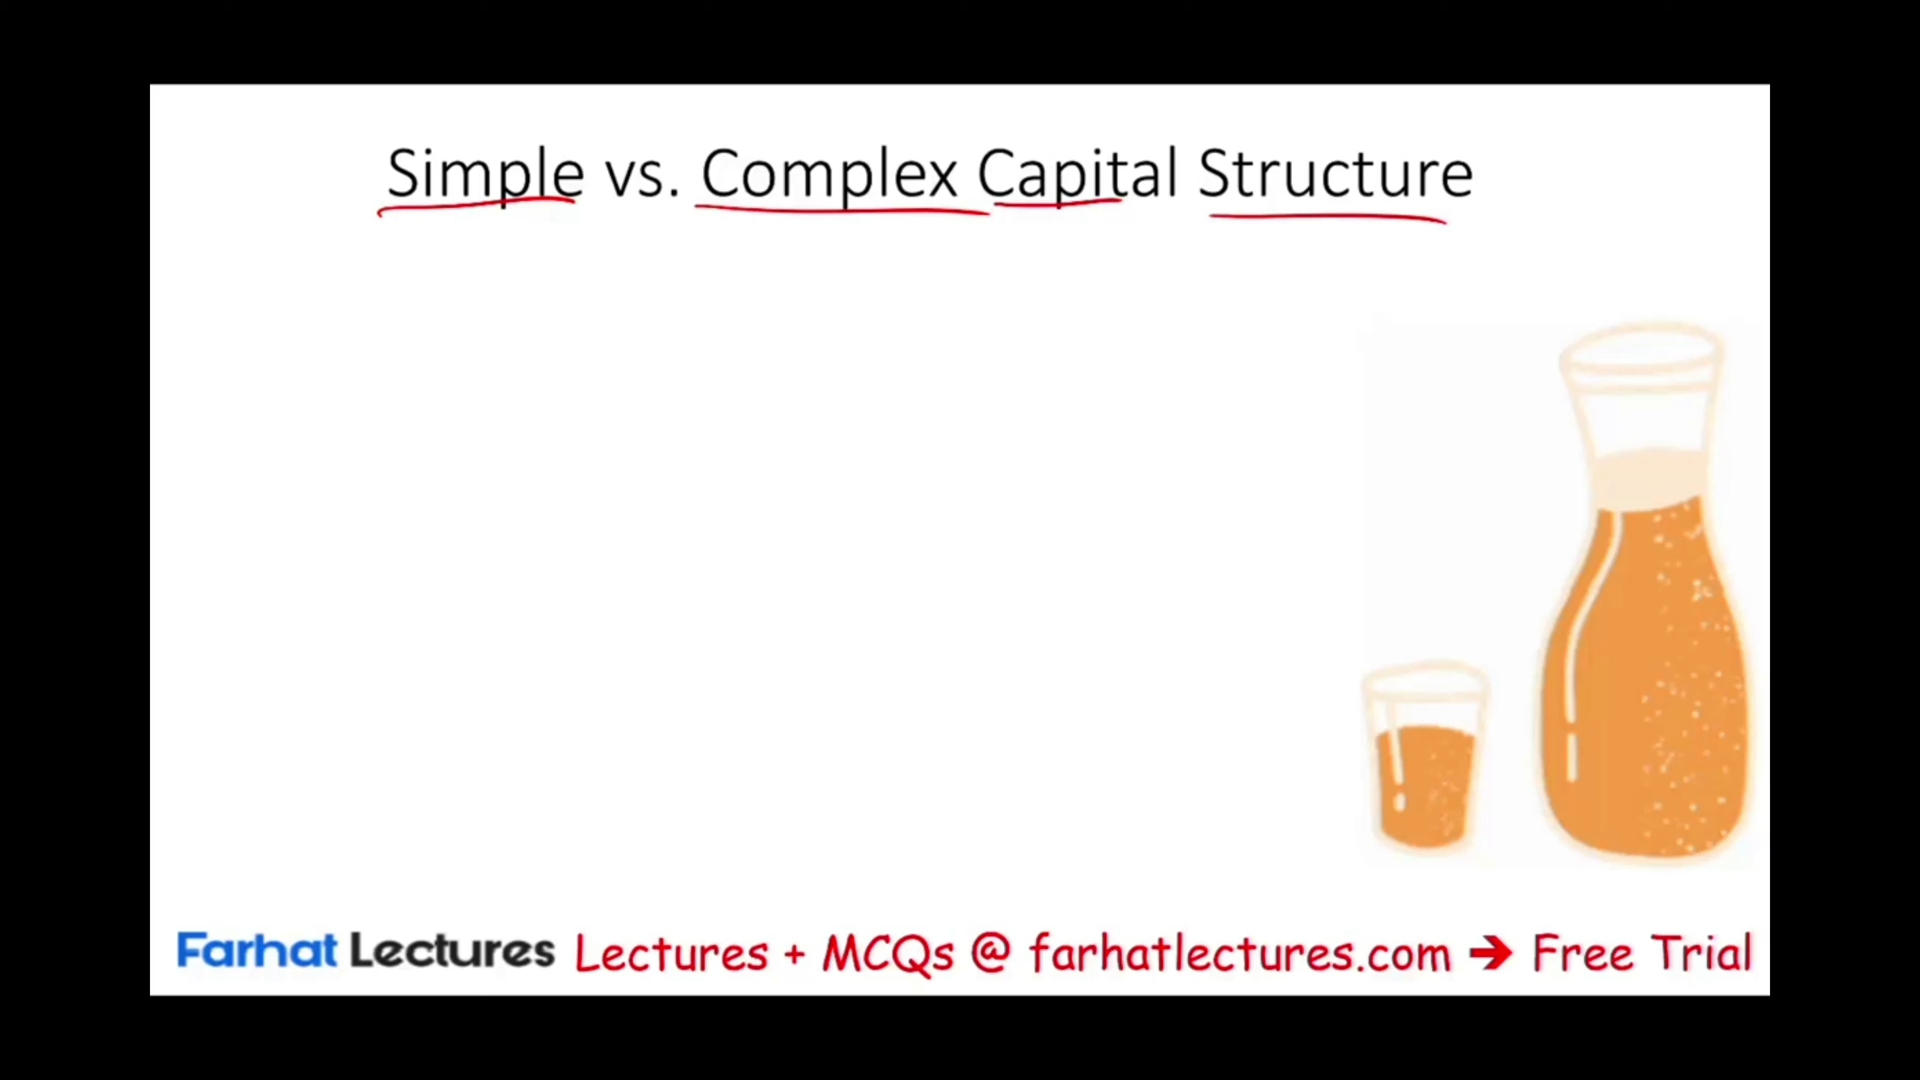 Simple vs. Complex Capital Structure
Farhat Lectures Lectures + MCQs @ farhatlectures.com ➔ Free Trial